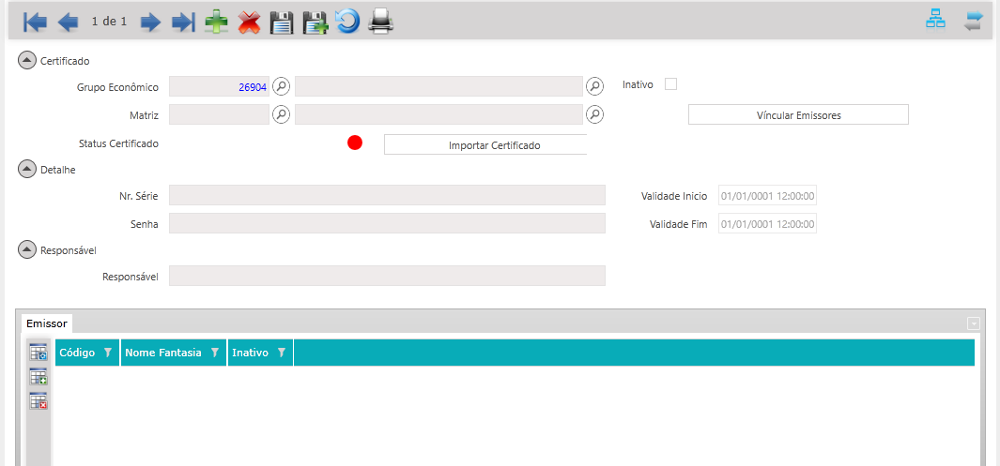 1 de 1
Certificado
Grupo Econômico 26904 Inativo
Matriz Víncular Emissores
Status Certificado Importar Certificado
Detalhe
Nr. Série Validade Inicio 01/01/0001 12:00:00
Senha Validade Fim 01/01/0001 12:00:00
Responsável
Responsável
Emissor
Código Nome Fantasia Inativo